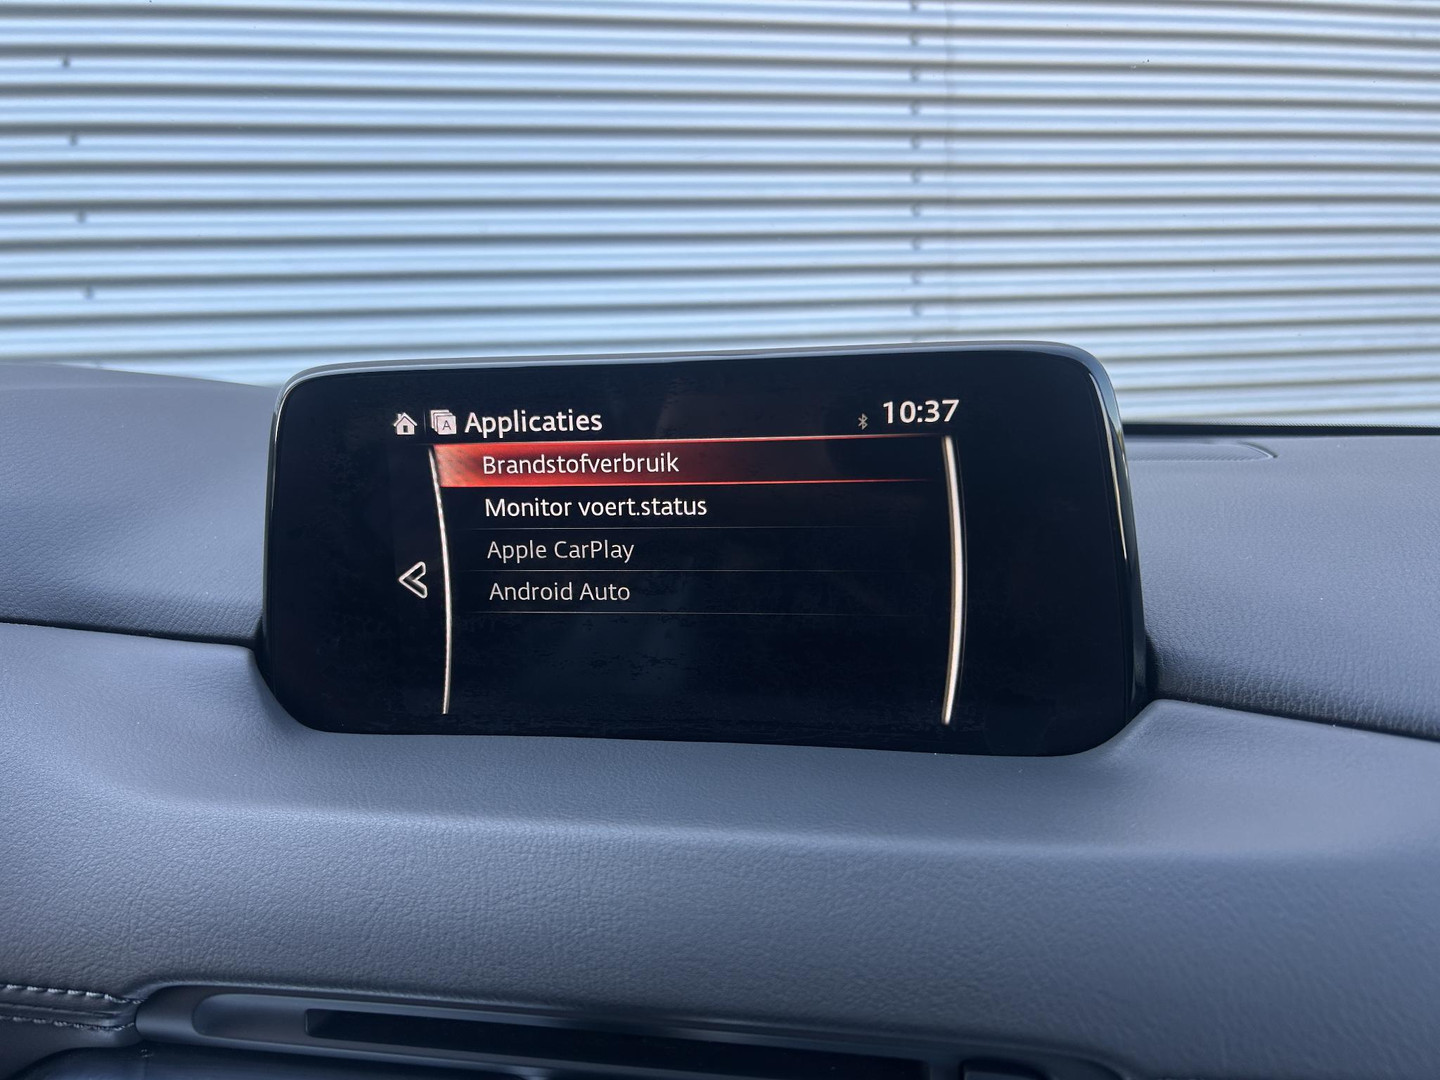 Applicaties
10:37
Brandstofverbruik
Monitor voert.status
Apple CarPlay
Android Auto